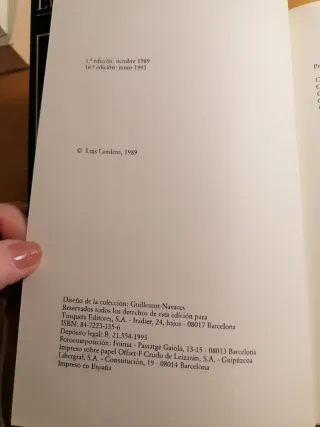 1.ª edición: octubre 1989
16.ª edición: junio 1993
© Luis Landero, 1989
Diseño de la colección: Guillemot-Navares
Reservados todos los derechos de esta edición para
Tusquets Editores, S.A. - Iradier, 24, bajos - 08017 Barcelona
ISBN: 84-7223-135-6
Depósito legal: B. 21.554-1993
Fotocomposición: Foinsa - Passatge Gaiolà, 13-15 - 08013 Barcelona
Impreso sobre papel Offset-F Crudo de Leizarán, S.A. - Guipúzcoa
Libergraf, S.A. - Constitución, 19 - 08014 Barcelona
Impreso en España